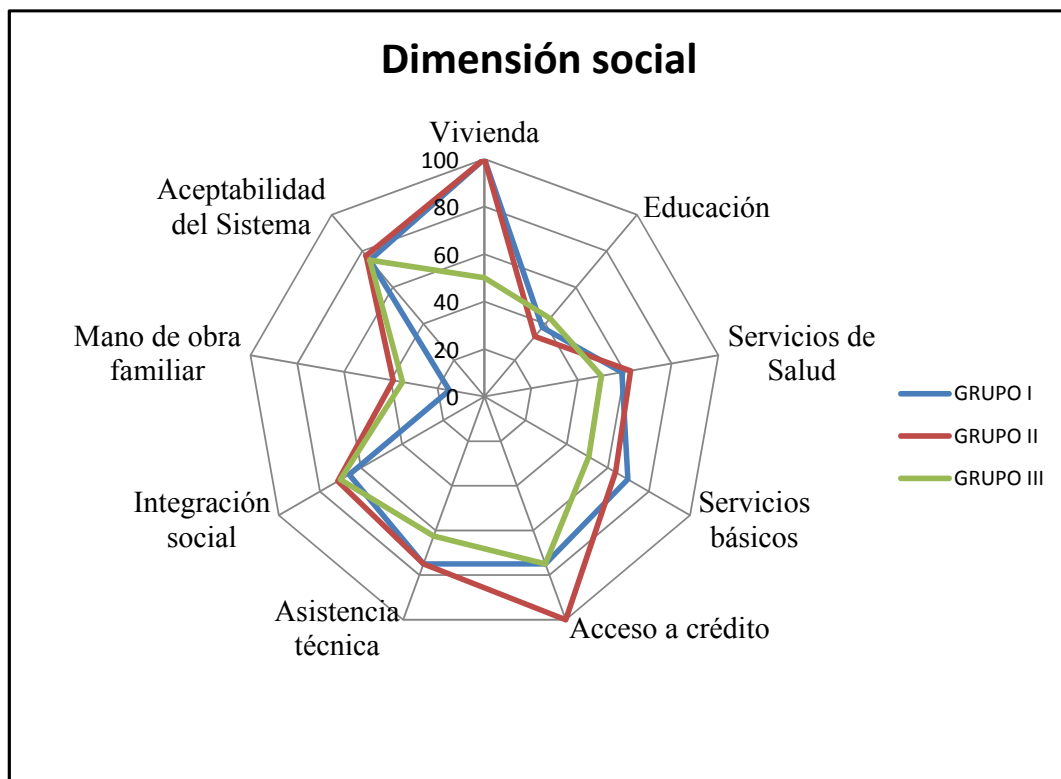 Dimensión social
Vivienda
Educación
Servicios de
Salud
Servicios
básicos
Acceso a crédito
Asistencia
técnica
Integración
social
Mano de obra
familiar
Aceptabilidad
del Sistema
100
80
60
40
20
0
GRUPO I
GRUPO II
GRUPO III